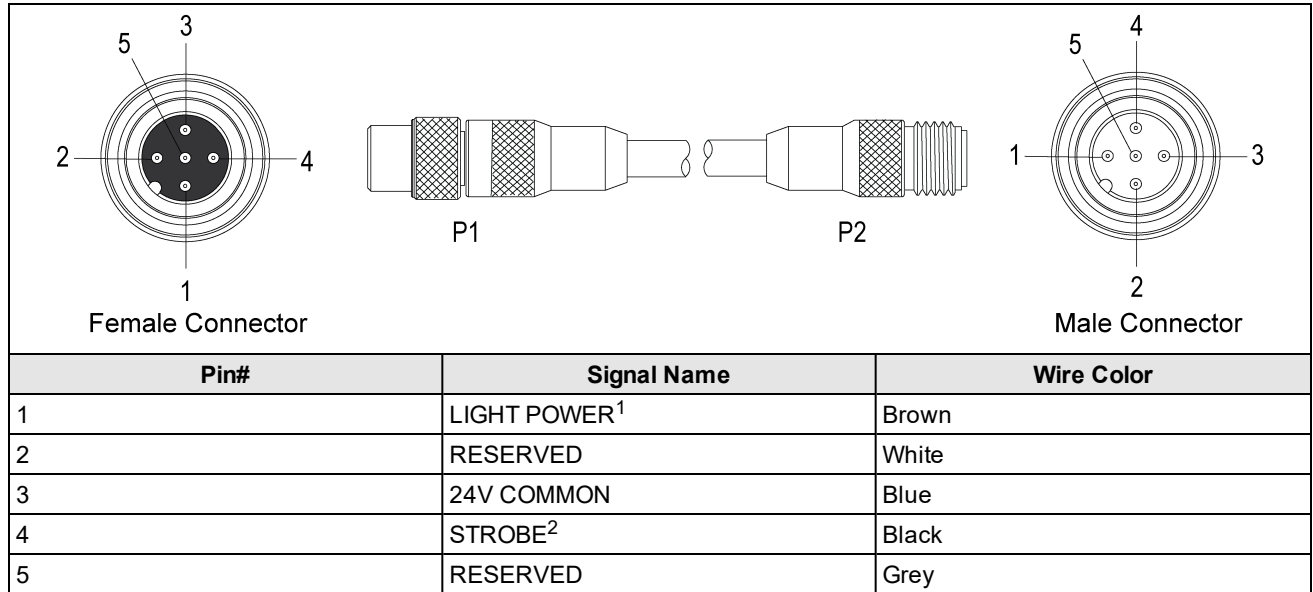 3
5
2
4
1
Female Connector
P1
P2
4
5
1
3
2
Male Connector
Pin# Signal Name Wire Color
1 LIGHT POWER1 Brown
2 RESERVED White
3 24V COMMON Blue
4 STROBE2 Black
5 RESERVED Grey